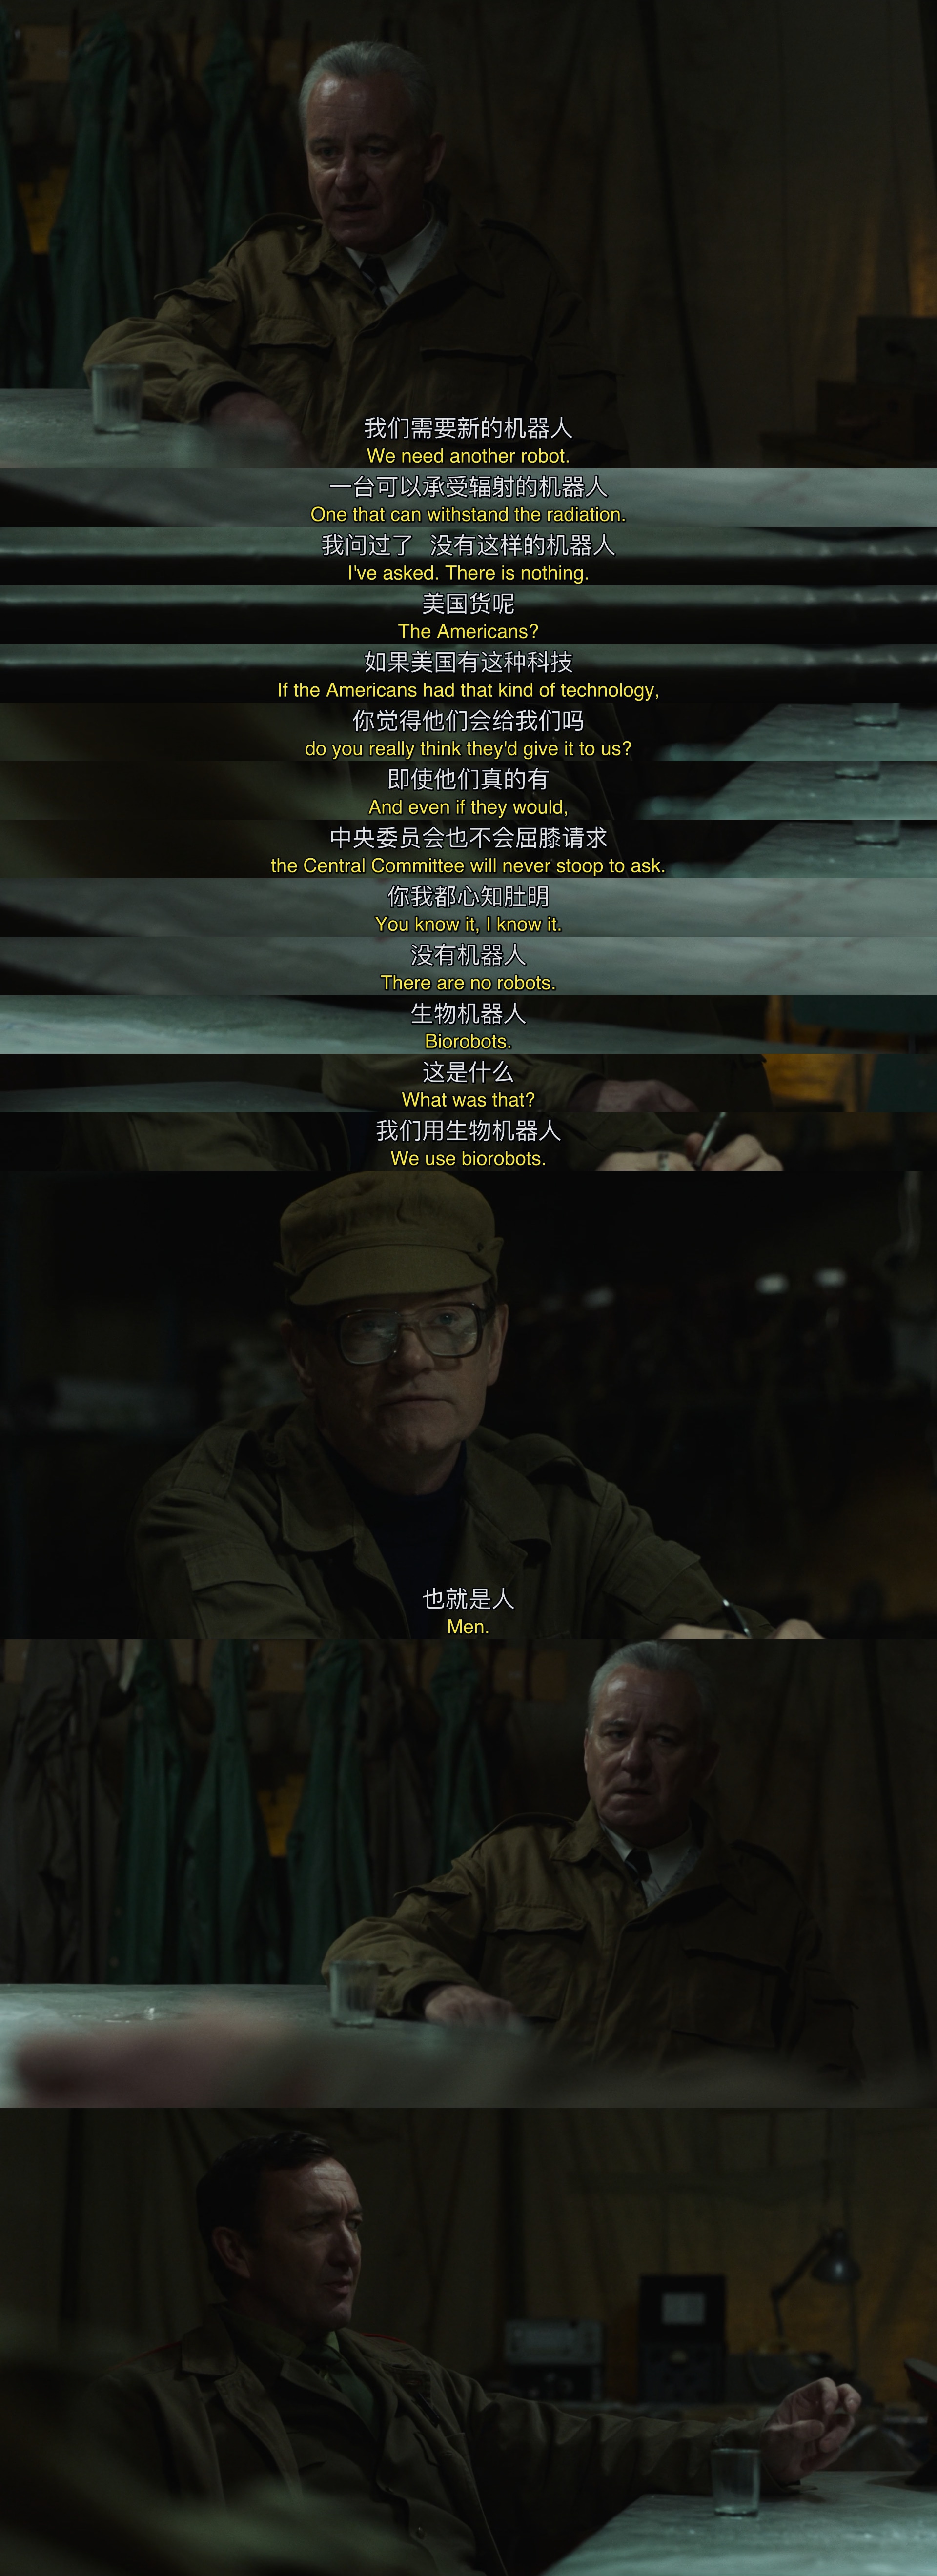 我们需要新的机器人
We need another robot.
一台可以承受辐射的机器人
One that can withstand the radiation.
我问过了 没有这样的机器人
I've asked. There is nothing.
美国货呢
The Americans?
如果美国有这种科技
If the Americans had that kind of technology,
你觉得他们会给我们吗
do you really think they'd give it to us?
即使他们真的有
And even if they would,
中央委员会也不会屈膝请求
the Central Committee will never stoop to ask.
你我都心知肚明
You know it, I know it.
没有机器人
There are no robots.
生物机器人
Biorobots.
这是什么
What was that?
我们用生物机器人
We use biorobots.
也就是人
Men.